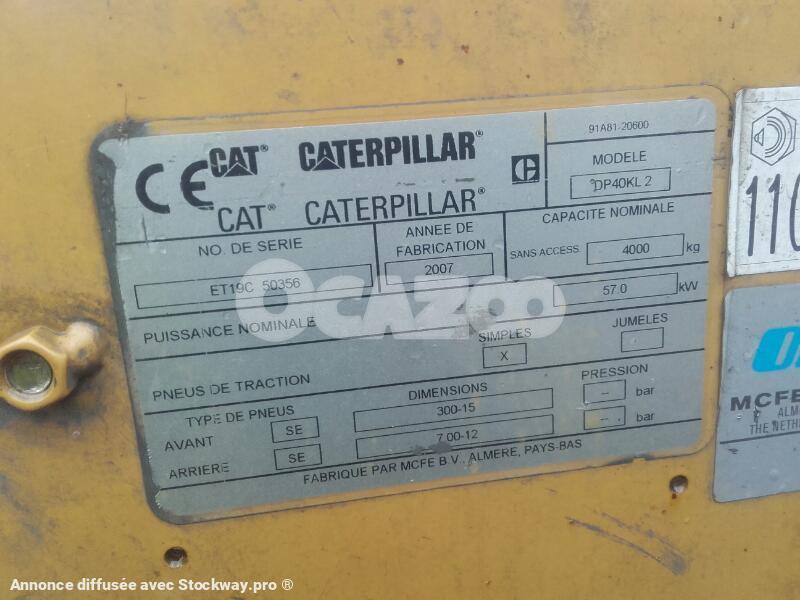 CE CAT® CATERPILLAR®
CAT® CATERPILLAR®
91A81-20600
MODELE
DP40KL 2
NO. DE SERIE
ET19C 50356
ANNEE DE
FABRICATION
2007
CAPACITE NOMINALE
SANS ACCESS. 4000 kg
PUISSANCE NOMINALE 57.0 kW
OCAZOO
PNEUS DE TRACTION
SIMPLES
X
JUMELES
TYPE DE PNEUS DIMENSIONS PRESSION
AVANT SE 300-15 -- bar
ARRIERE SE 7.00-12 -- bar
FABRIQUE PAR MCFE B.V., ALMERE, PAYS-BAS
MCFE
THE
Annonce diffusée avec Stockway.pro ®